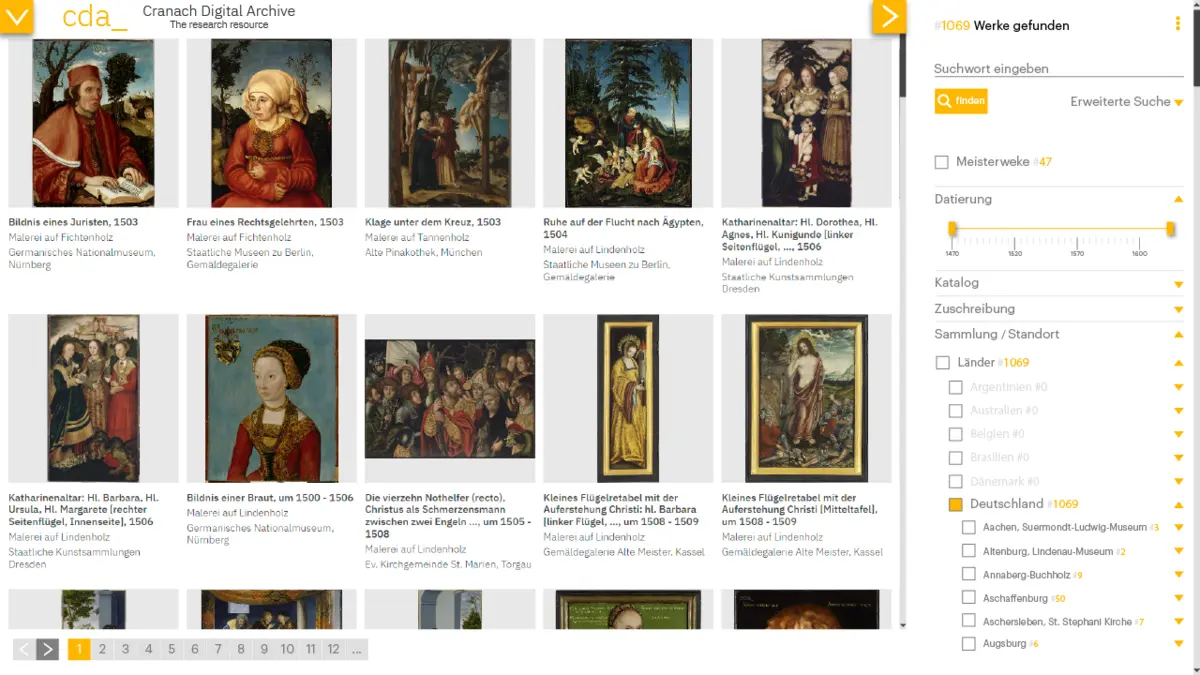 cda_
Cranach Digital Archive
The research resource
Bildnis eines Juristen, 1503
Malerei auf Fichtenholz
Germanisches Nationalmuseum,
Nürnberg
Frau eines Rechtsgelehrten, 1503
Malerei auf Fichtenholz
Staatliche Museen zu Berlin,
Gemäldegalerie
Klage unter dem Kreuz, 1503
Malerei auf Tannenholz
Alte Pinakothek, München
Ruhe auf der Flucht nach Ägypten,
1504
Malerei auf Lindenholz
Staatliche Museen zu Berlin,
Gemäldegalerie
Katharinenaltar: Hl. Dorothea, Hl.
Agnes, Hl. Kunigunde [linker
Seitenflügel, ..., 1506
Malerei auf Lindenholz
Staatliche Kunstsammlungen
Dresden
Katharinenaltar: Hl. Barbara, Hl.
Ursula, Hl. Margarete [rechter
Seitenflügel, Innenseite], 1506
Malerei auf Lindenholz
Staatliche Kunstsammlungen
Dresden
Bildnis einer Braut, um 1500 - 1506
Malerei auf Lindenholz
Germanisches Nationalmuseum,
Nürnberg
Die vierzehn Nothelfer (recto),
Christus als Schmerzensmann
zwischen zwei Engeln ..., um 1505 -
1508
Malerei auf Lindenholz
Ev. Kirchgemeinde St. Marien, Torgau
Kleines Flügelretabel mit der
Auferstehung Christi: hl. Barbara
[linker Flügel, ..., um 1508 - 1509
Malerei auf Lindenholz
Gemäldegalerie Alte Meister, Kassel
Kleines Flügelretabel mit der
Auferstehung Christi [Mitteltafel],
um 1508 - 1509
Malerei auf Lindenholz
Gemäldegalerie Alte Meister, Kassel
1 2 3 4 5 6 7 8 9 10 11 12 ...
#1069 Werke gefunden
Suchwort eingeben
finden
Erweiterte Suche
Meisterweke #47
Datierung
1470 1520 1570 1600
Katalog
Zuschreibung
Sammlung / Standort
Länder #1069
Argentinien #0
Australien #0
Belgien #0
Brasilien #0
Dänemark #0
Deutschland #1069
Aachen, Suermondt-Ludwig-Museum #3
Altenburg, Lindenau-Museum #2
Annaberg-Buchholz #9
Aschaffenburg #50
Aschersleben, St. Stephani Kirche #7
Augsburg #6